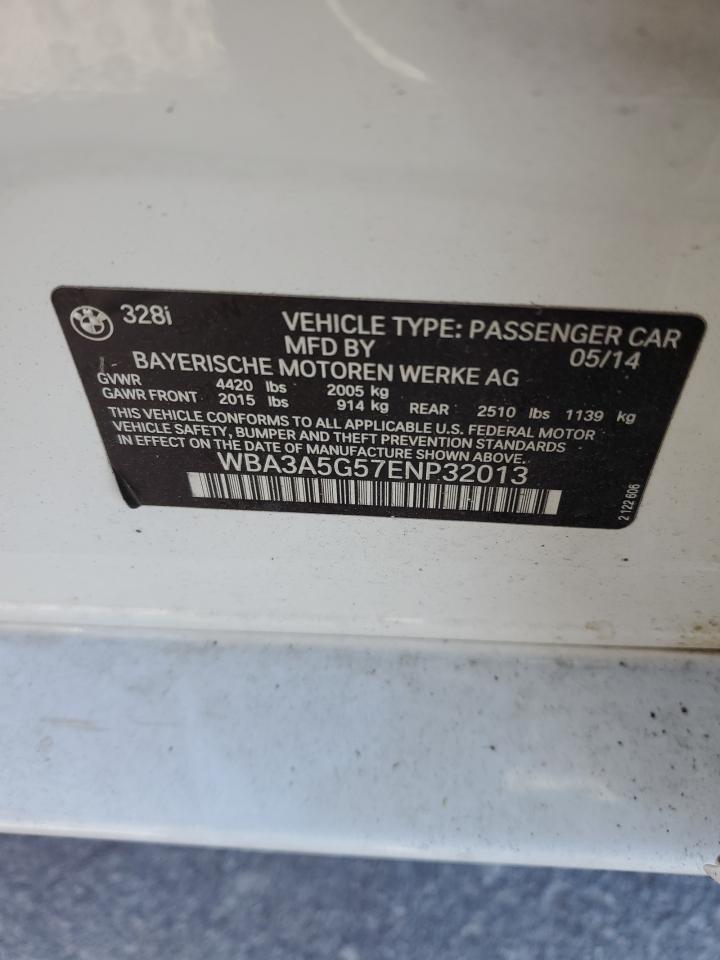 328i
VEHICLE TYPE: PASSENGER CAR
MFD BY 05/14
BAYERISCHE MOTOREN WERKE AG
GVWR 4420 lbs 2005 kg
GAWR FRONT 2015 lbs 914 kg REAR 2510 lbs 1139 kg
THIS VEHICLE CONFORMS TO ALL APPLICABLE U.S. FEDERAL MOTOR
VEHICLE SAFETY, BUMPER AND THEFT PREVENTION STANDARDS
IN EFFECT ON THE DATE OF MANUFACTURE SHOWN ABOVE.
WBA3A5G57ENP32013
2 122 606